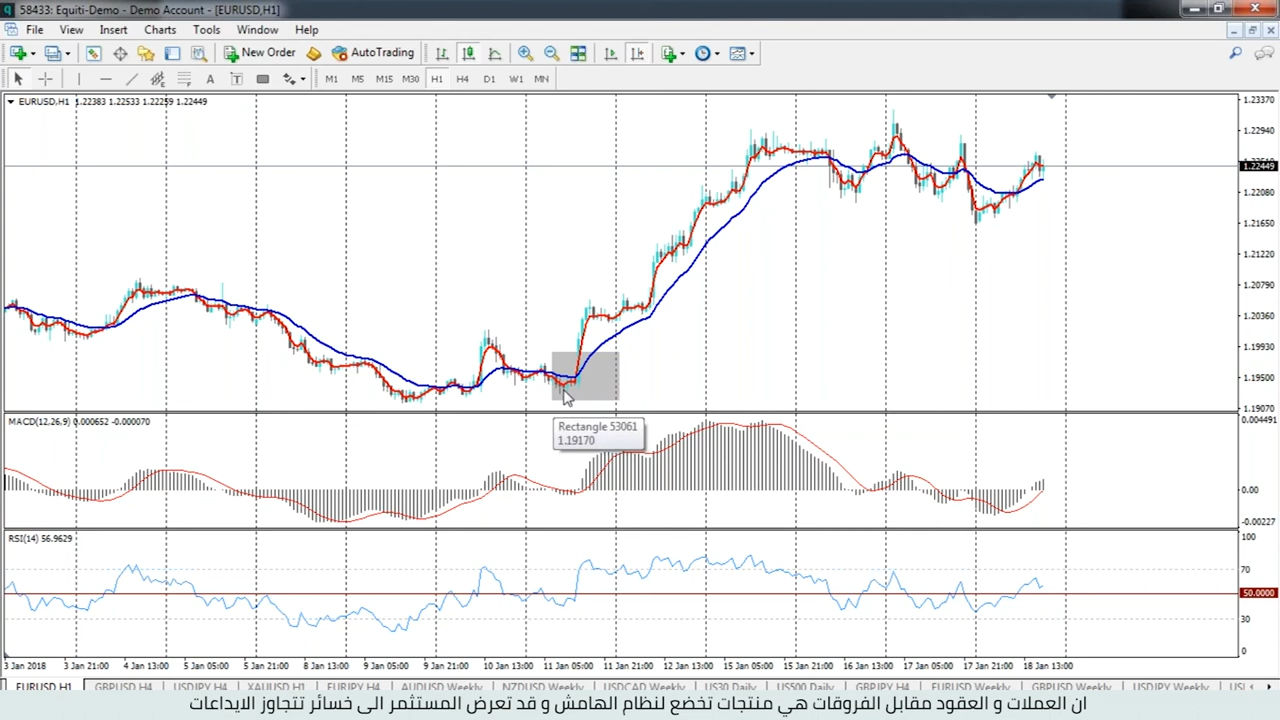 58433: Equiti-Demo - Demo Account - [EURUSD,H1]
File View Insert Charts Tools Window Help
New Order AutoTrading
A T M1 M5 M15 M30 H1 H4 D1 W1 MN
EURUSD,H1 1.22383 1.22533 1.22259 1.22449
1.23370
1.22940
1.22449
1.22080
1.21650
1.21220
1.20790
1.20360
1.19930
1.19500
1.19070
Rectangle 53061
1.19170
MACD(12,26,9) 0.000652 -0.000070
0.004491
0.00
-0.00227
RSI(14) 56.9629
100
70
50.0000
30
0
3 Jan 2018 3 Jan 21:00 4 Jan 13:00 5 Jan 05:00 5 Jan 21:00 8 Jan 13:00 9 Jan 05:00 9 Jan 21:00 10 Jan 13:00 11 Jan 05:00 11 Jan 21:00 12 Jan 13:00 15 Jan 05:00 15 Jan 21:00 16 Jan 13:00 17 Jan 05:00 17 Jan 21:00 18 Jan 13:00
EURUSD,H1 GBPUSD,H4 USDJPY,H4 XAUUSD,H1 EURJPY,H4 AUDUSD,Weekly NZDUSD,Weekly USDCAD,Weekly US30,Daily US500,Daily GBPJPY,H4 EURUSD,Weekly GBPUSD,Weekly USDJPY,Weekly
ان العملات و العقود مقابل الفروقات هي منتجات تخضع لنظام الهامش و قد تعرض المستثمر الى خسائر تتجاوز الايداعات